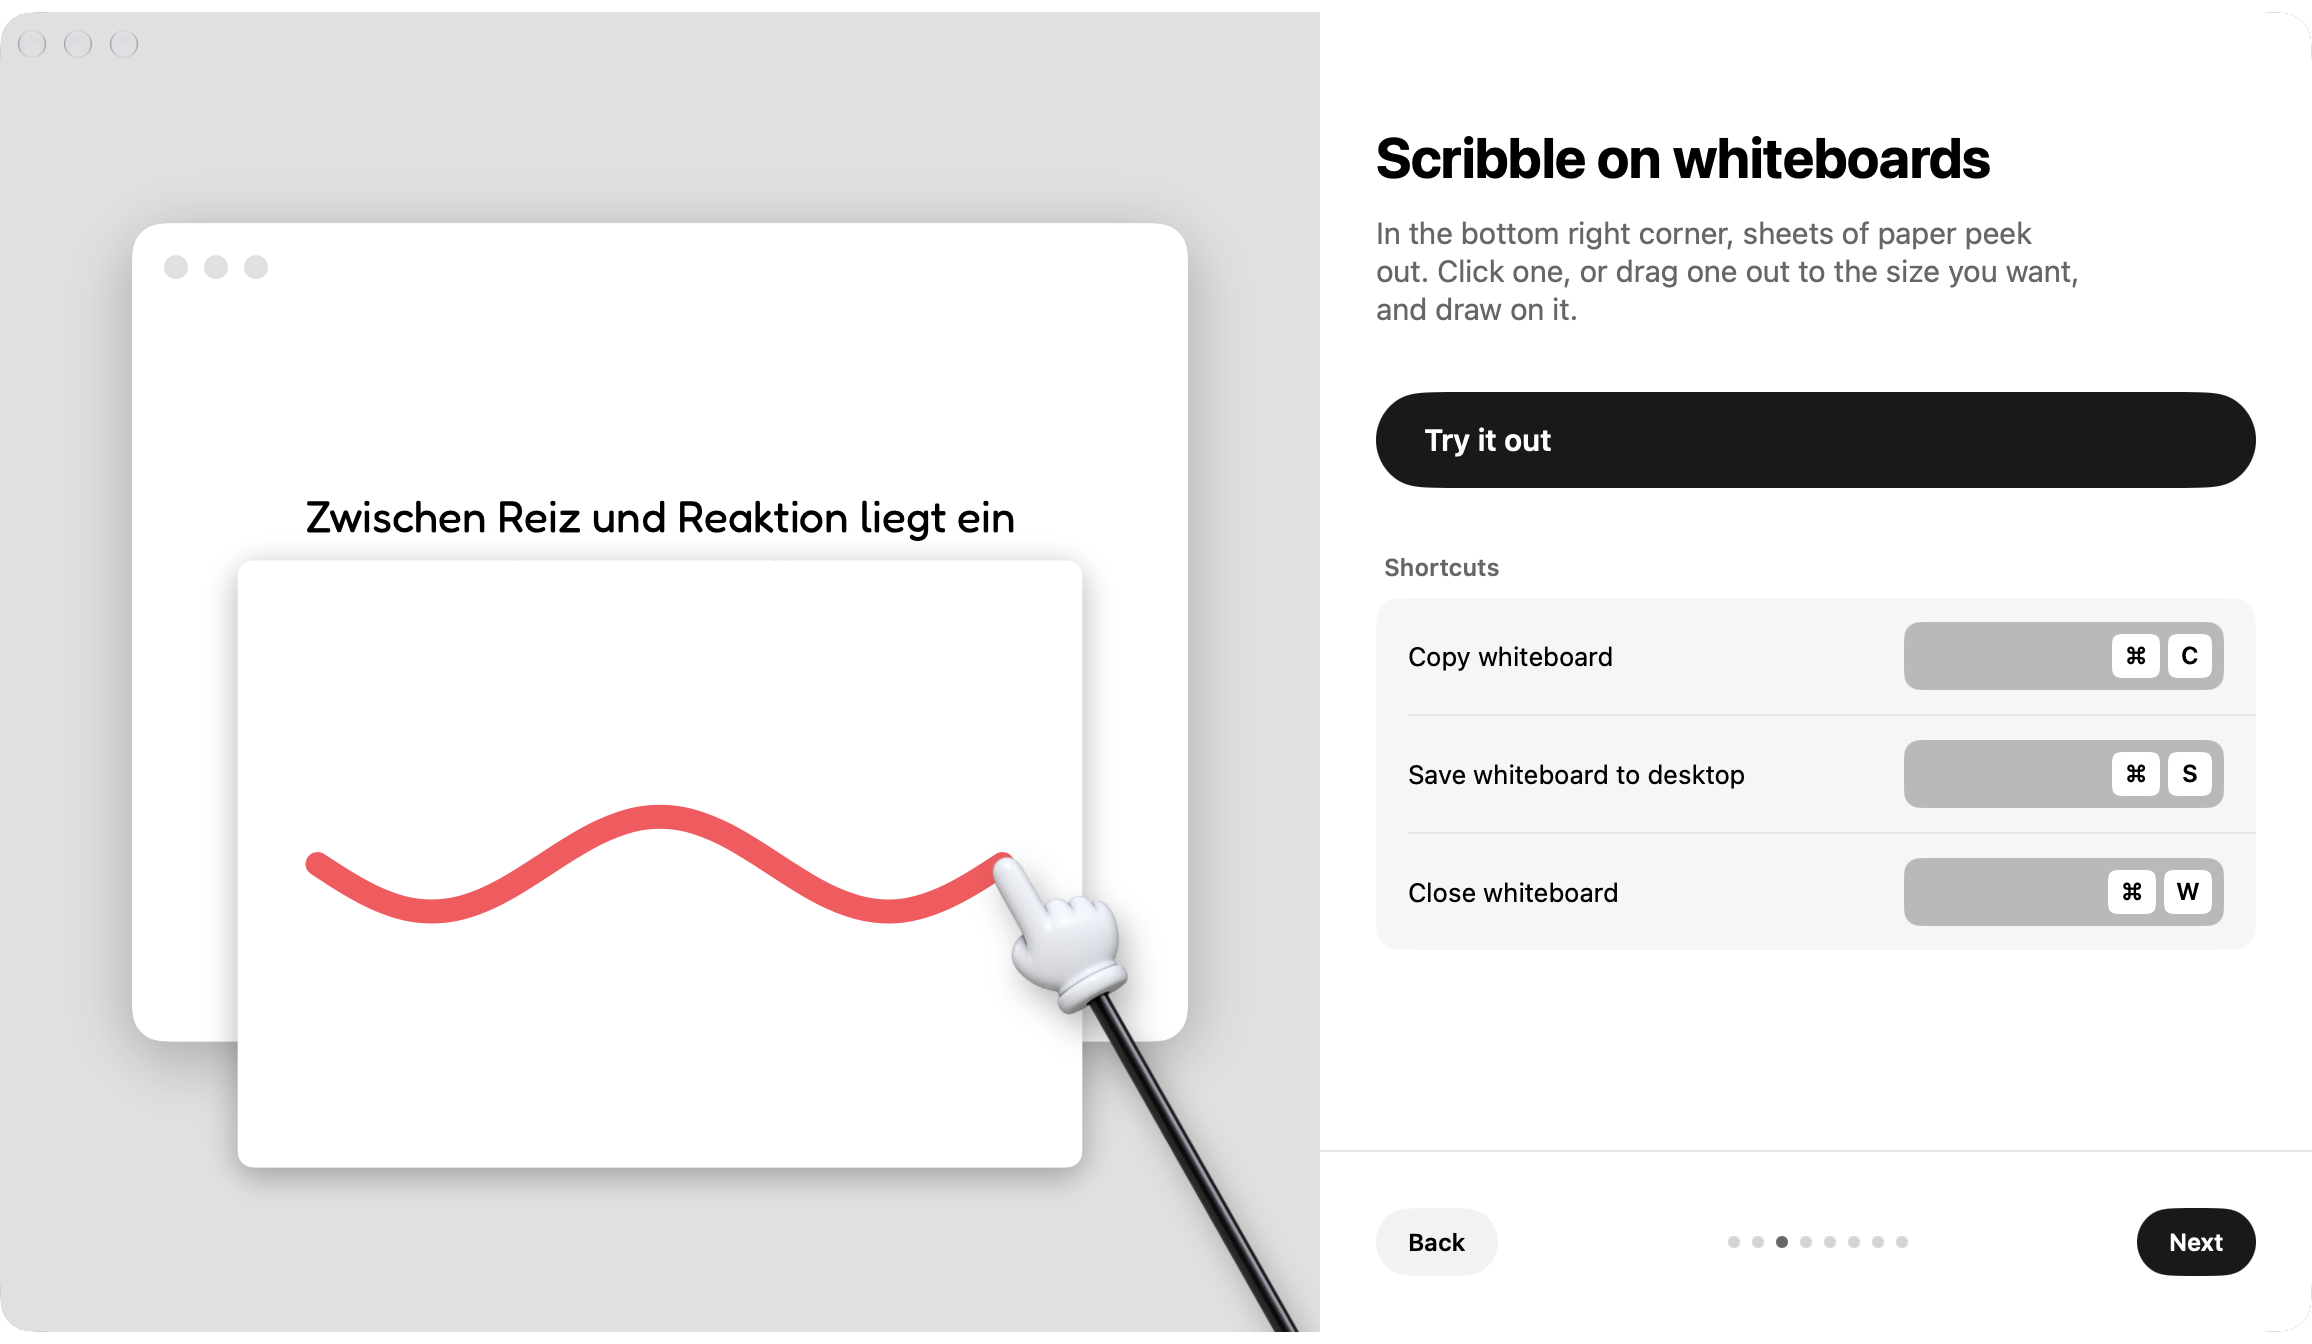 Zwischen Reiz und Reaktion liegt ein
Scribble on whiteboards
In the bottom right corner, sheets of paper peek
out. Click one, or drag one out to the size you want,
and draw on it.
Try it out
Shortcuts
Copy whiteboard ⌘ C
Save whiteboard to desktop ⌘ S
Close whiteboard ⌘ W
Back Next